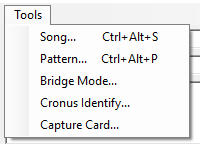 Tools
Song... Ctrl+Alt+S
Pattern... Ctrl+Alt+P
Bridge Mode...
Cronus Identify...
Capture Card...